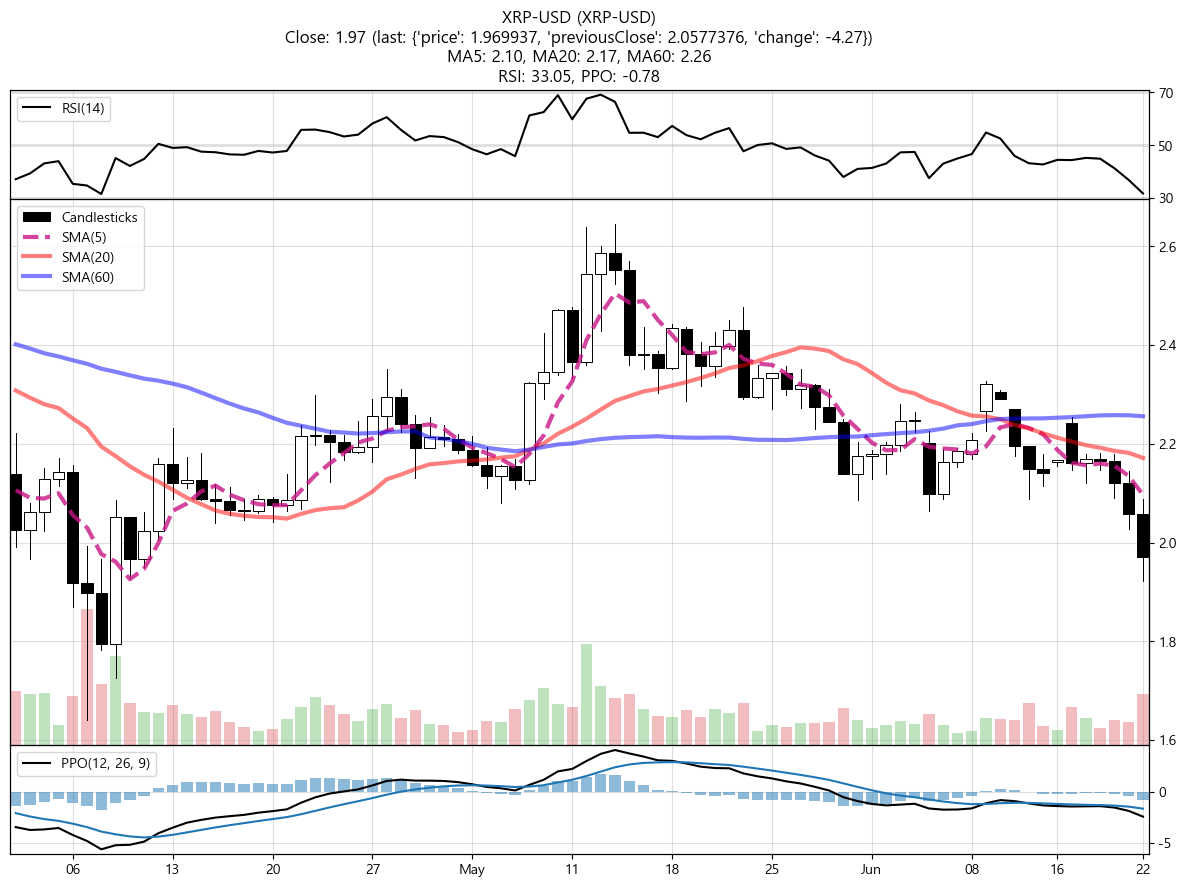 XRP-USD (XRP-USD)
Close: 1.97 (last: {'price': 1.969937, 'previousClose': 2.0577376, 'change': -4.27})
MA5: 2.10, MA20: 2.17, MA60: 2.26
RSI: 33.05, PPO: -0.78
RSI(14)
70
50
30
Candlesticks
SMA(5)
SMA(20)
SMA(60)
2.6
2.4
2.2
2.0
1.8
1.6
PPO(12, 26, 9)
0
-5
06 13 20 27 May 11 18 25 Jun 08 16 22